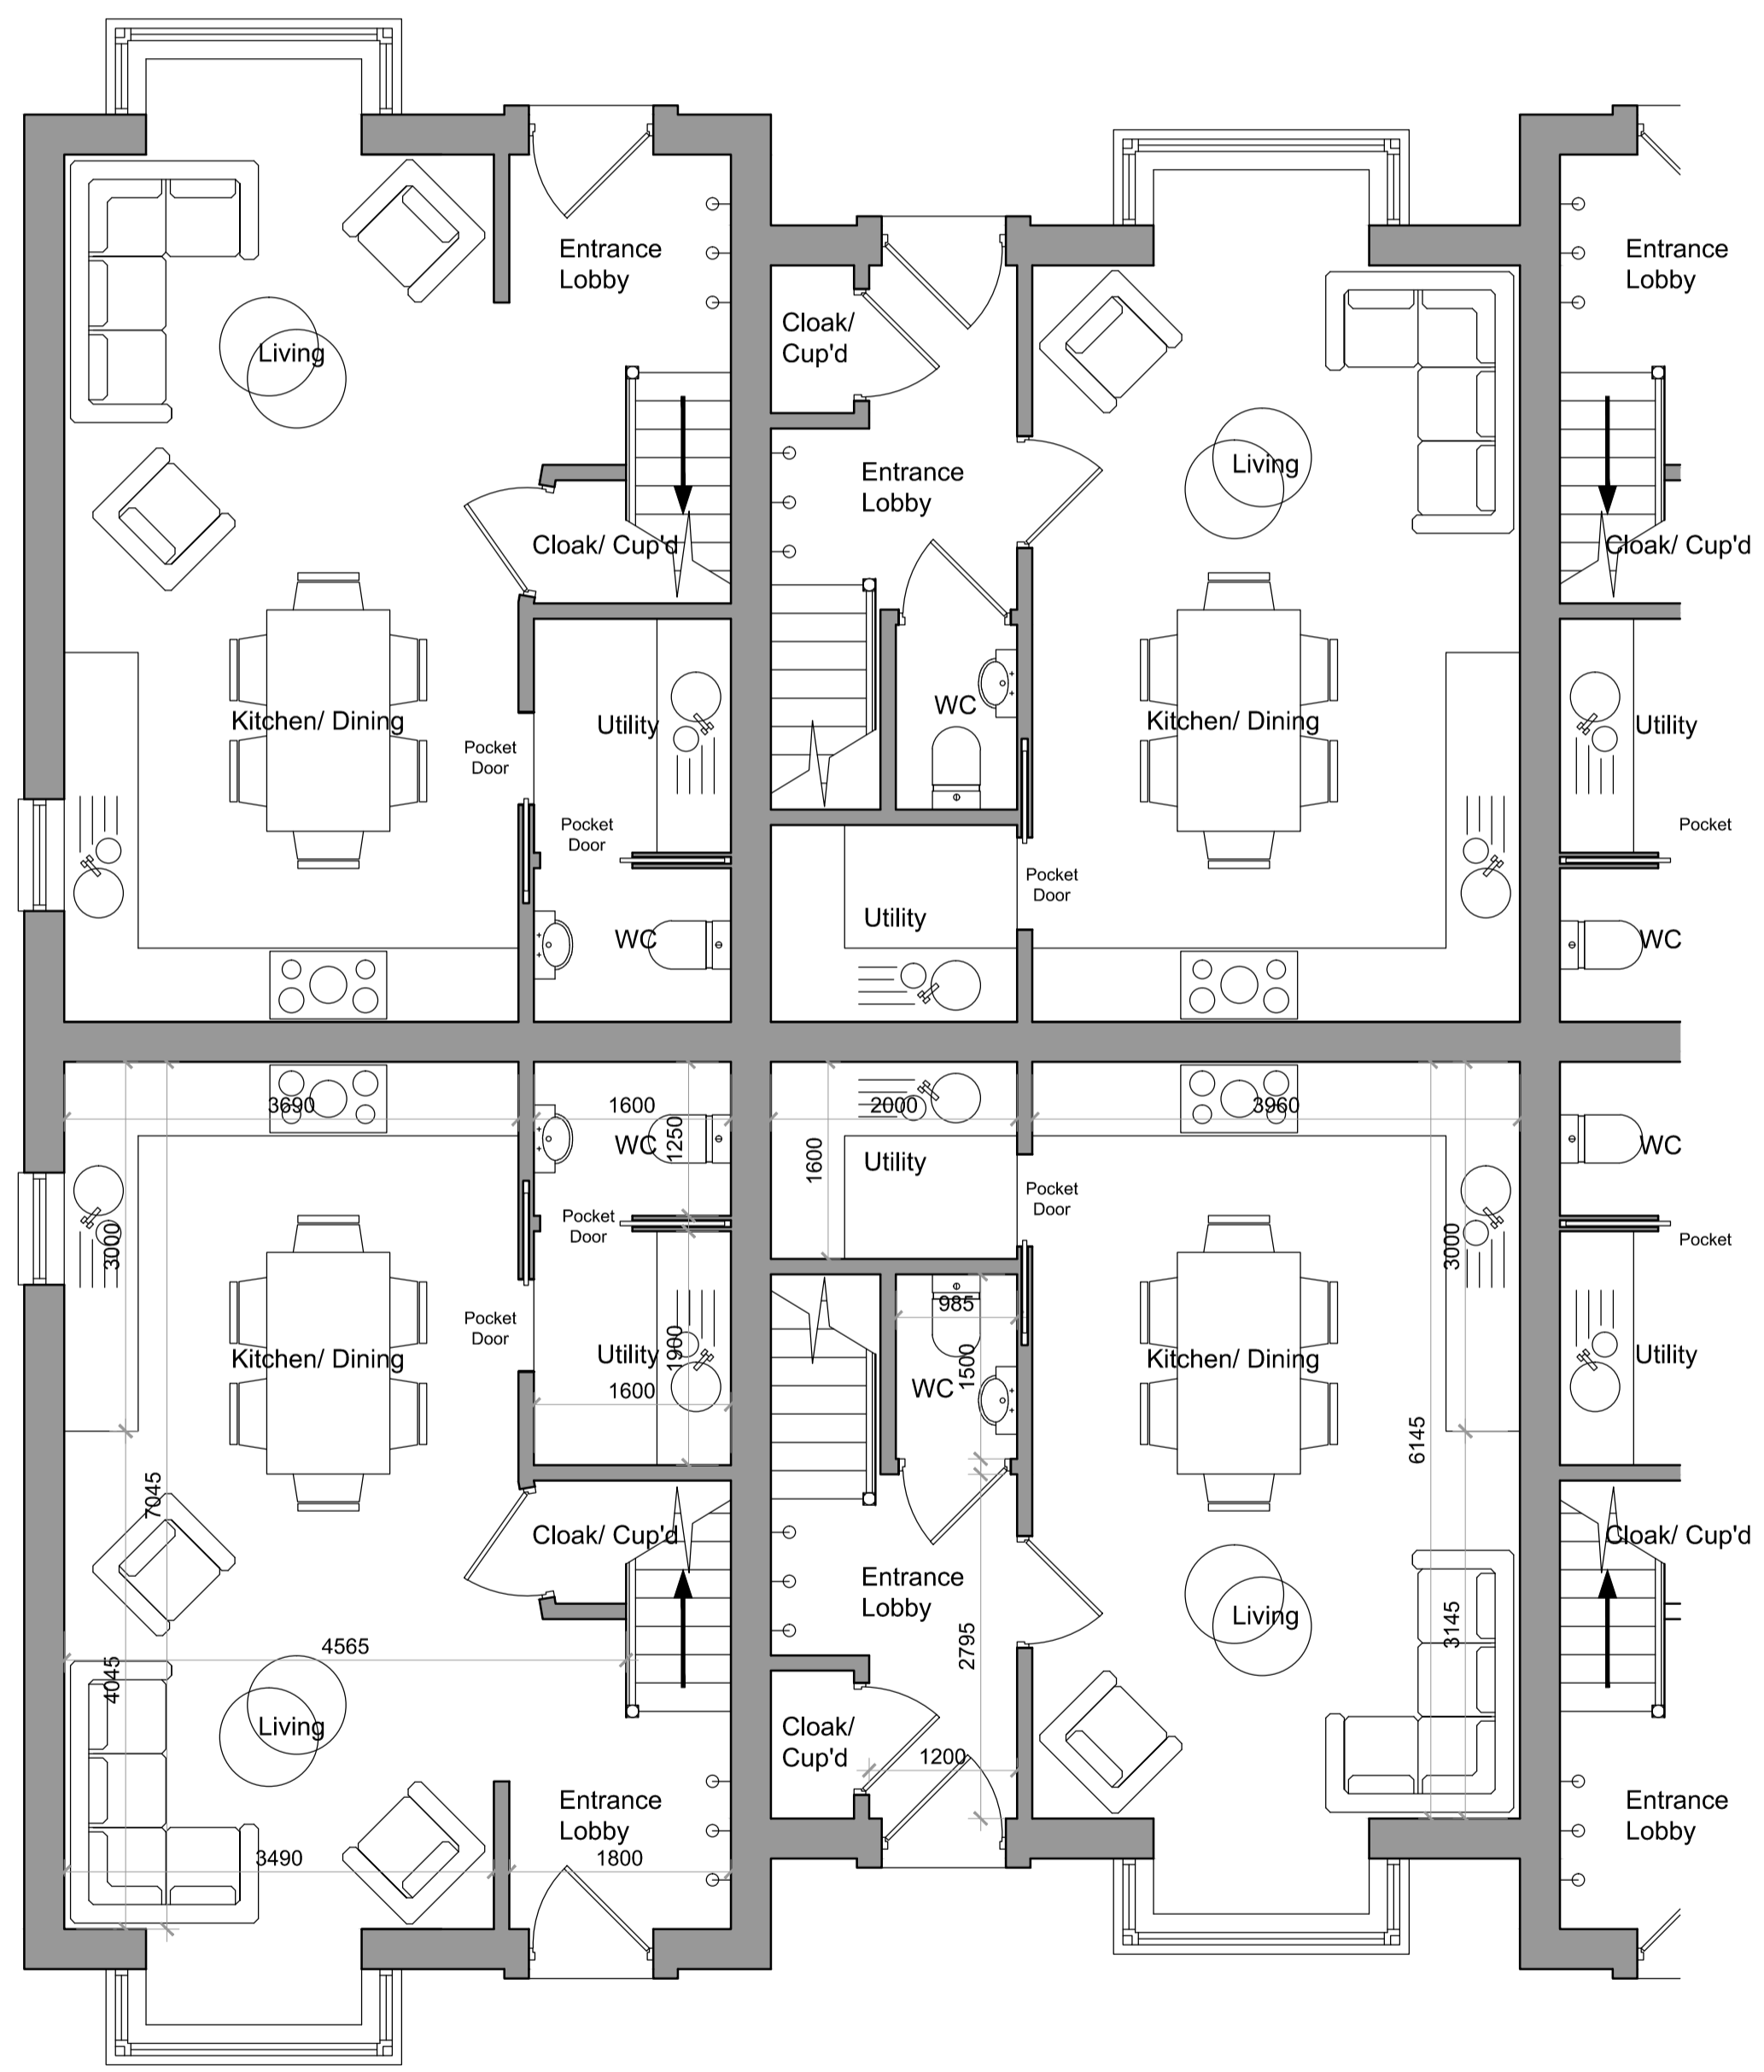 Entrance
Lobby
Entrance
Lobby
Cloak/
Cup'd
Living
Living
Entrance
Lobby
Cloak/ Cup'd
Cloak/ Cup'd
WC
Kitchen/ Dining
Utility
Kitchen/ Dining
Utility
Pocket
Door
Pocket
Door
Pocket
Pocket
Door
Utility
WC
WC
3690
1600
2000
3960
WC
1250
1600
Utility
WC
Pocket
Door
Pocket
Door
Pocket
3000
3000
985
Pocket
Door
Utility
1900
Kitchen/ Dining
1500
WC
Kitchen/ Dining
Utility
1600
6145
7045
Cloak/ Cup'd
Cloak/ Cup'd
Entrance
Lobby
Living
3145
4565
2795
4045
Living
Cloak/
Cup'd
1200
Entrance
Lobby
Entrance
Lobby
3490
1800